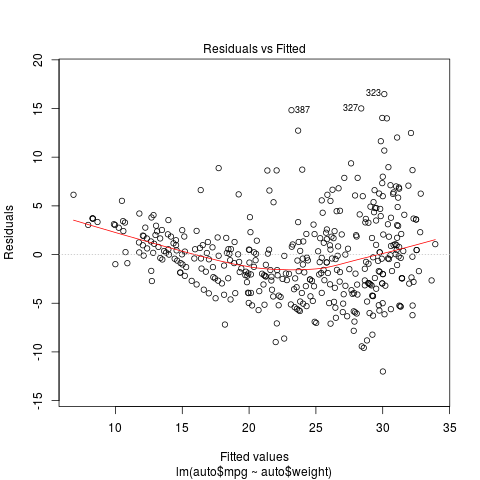 Residuals vs Fitted
20
15
10
5
0
-5
-10
-15
Residuals
323
327
387
10 15 20 25 30 35
Fitted values
lm(auto$mpg ~ auto$weight)